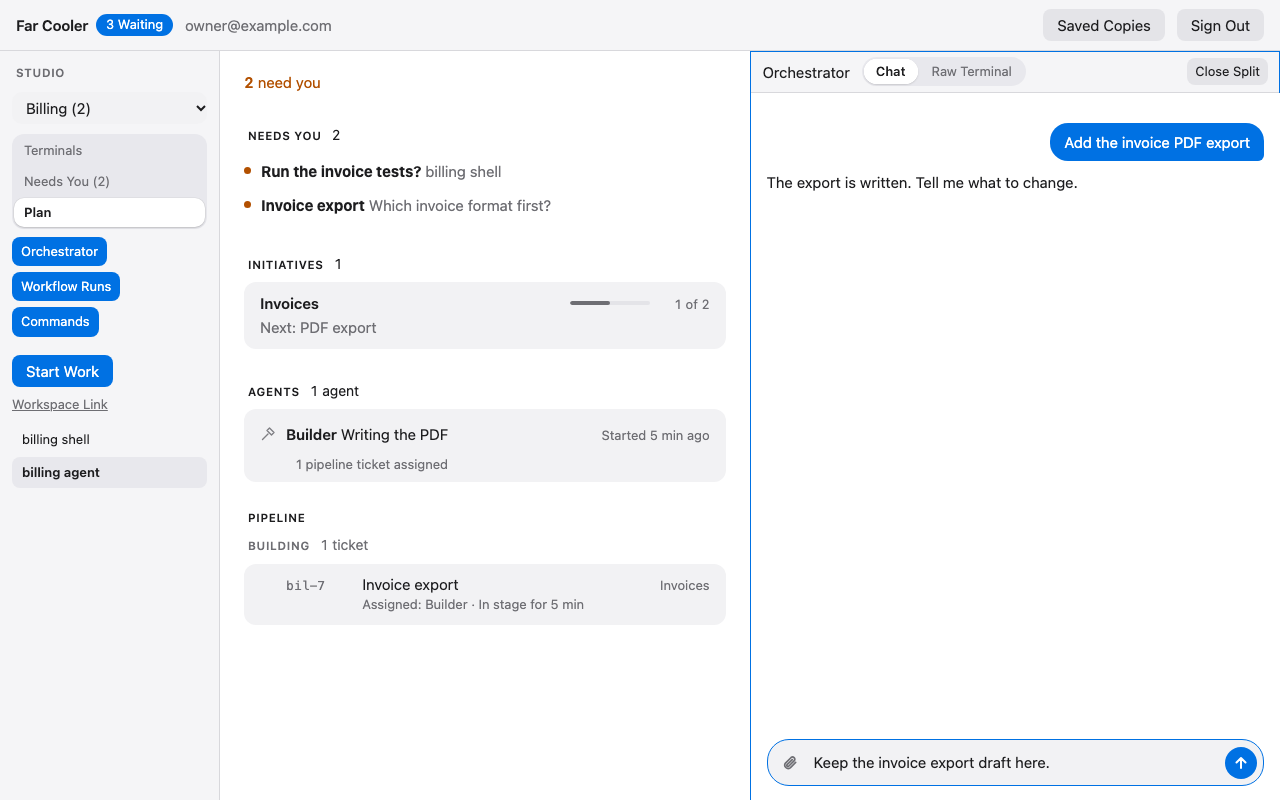 Far Cooler 3 Waiting owner@example.com Saved Copies Sign Out
STUDIO
Billing (2)
Terminals
Needs You (2)
Plan
Orchestrator
Workflow Runs
Commands
Start Work
Workspace Link
billing shell
billing agent
2 need you
NEEDS YOU 2
Run the invoice tests? billing shell
Invoice export Which invoice format first?
INITIATIVES 1
Invoices 1 of 2
Next: PDF export
AGENTS 1 agent
Builder Writing the PDF Started 5 min ago
1 pipeline ticket assigned
PIPELINE
BUILDING 1 ticket
bil-7 Invoice export Invoices
Assigned: Builder · In stage for 5 min
Orchestrator Chat Raw Terminal Close Split
Add the invoice PDF export
The export is written. Tell me what to change.
Keep the invoice export draft here.